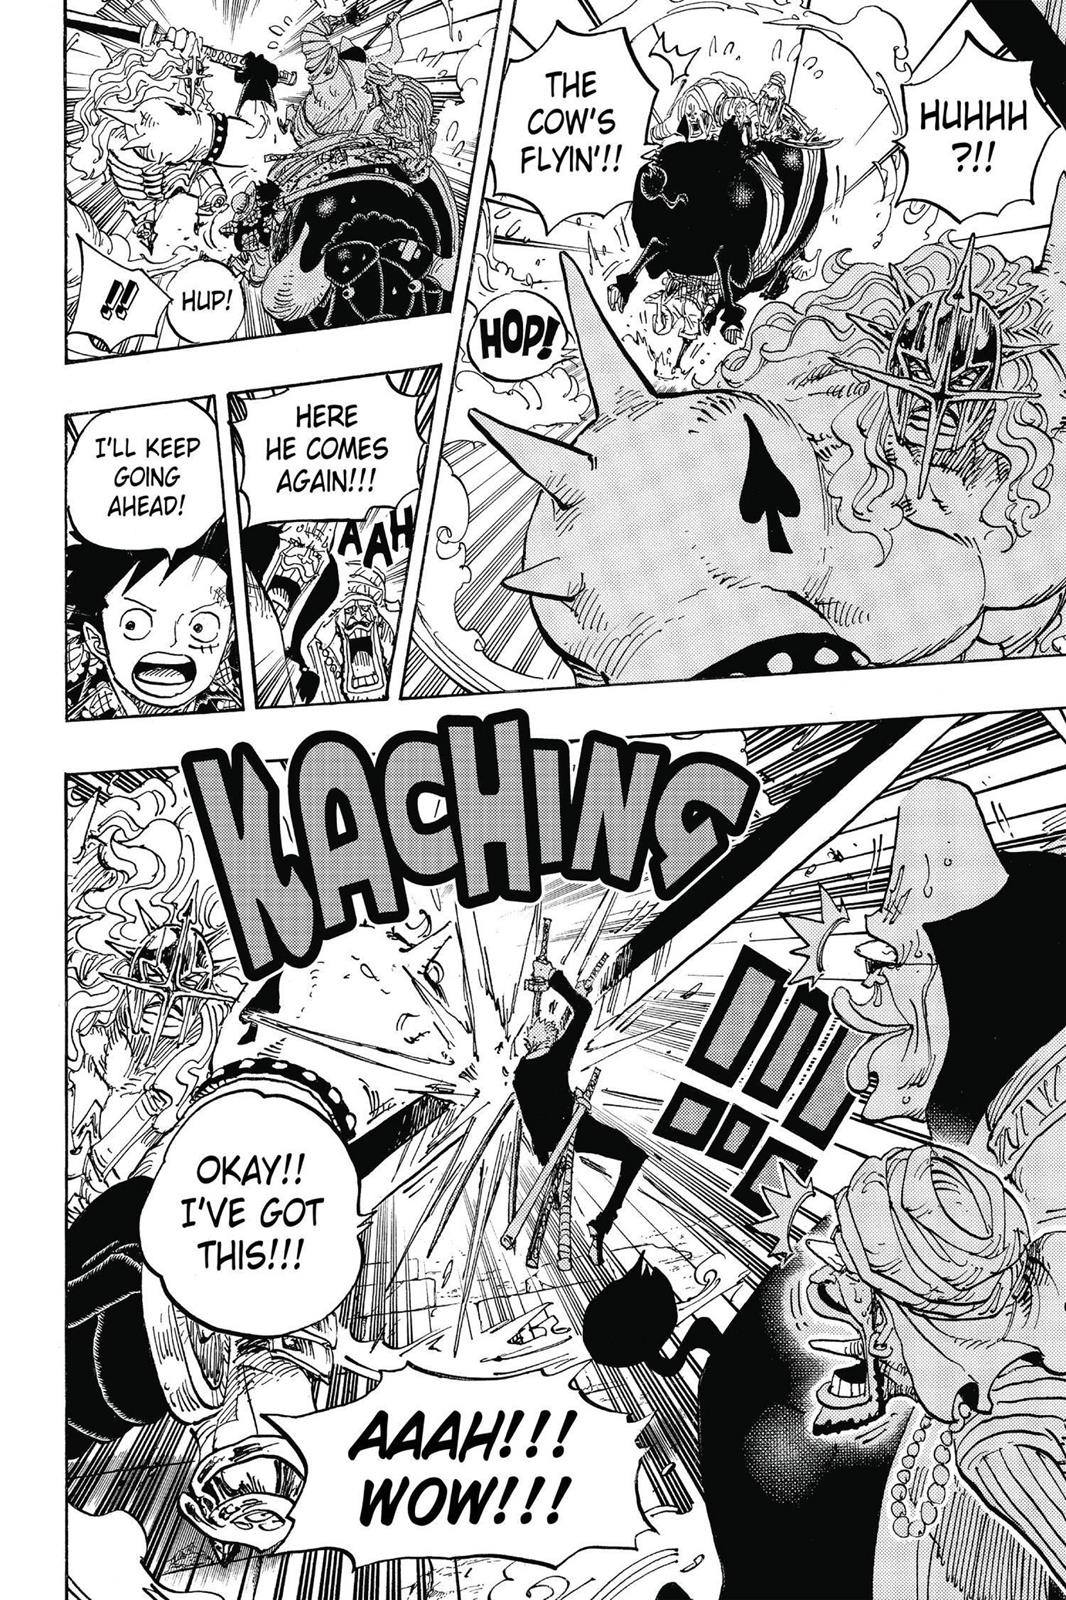 HUHHH
?!!
THE
COW'S
FLYIN'!!
HOP!
HUP!
!!
HERE
HE COMES
AGAIN!!!
AAAH
I'LL KEEP
GOING
AHEAD!
KACHING
!!!
OKAY!!
I'VE GOT
THIS!!!
AAAH!!!
WOW!!!